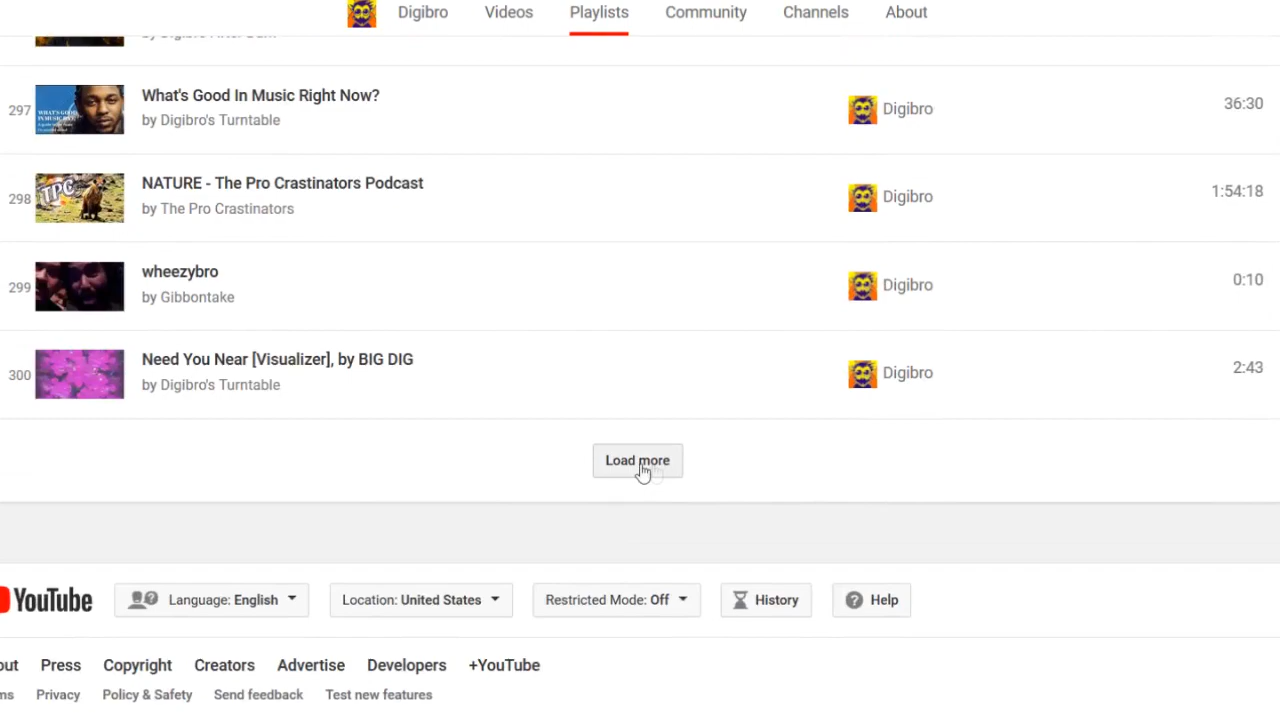 Digibro Videos Playlists Community Channels About
297 What's Good In Music Right Now? Digibro 36:30
by Digibro's Turntable
298 NATURE - The Pro Crastinators Podcast Digibro 1:54:18
TPC
by The Pro Crastinators
299 wheezybro Digibro 0:10
by Gibbontake
300 Need You Near [Visualizer], by BIG DIG Digibro 2:43
by Digibro's Turntable
Load more
YouTube Language: English Location: United States Restricted Mode: Off History Help
out Press Copyright Creators Advertise Developers +YouTube
ms Privacy Policy & Safety Send feedback Test new features